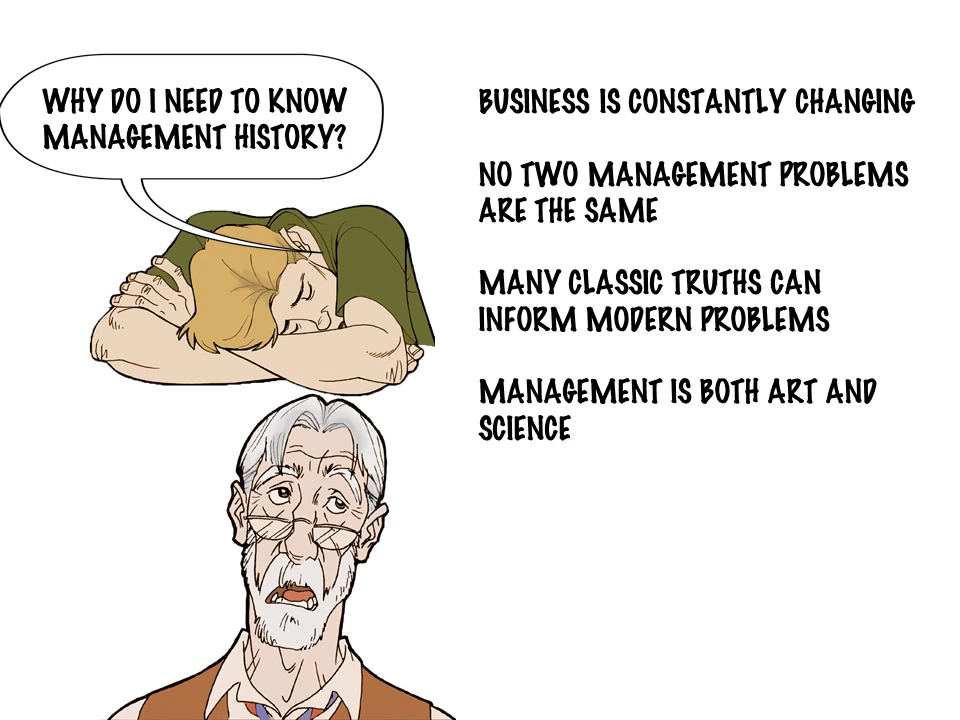 WHY DO I NEED TO KNOW
MANAGEMENT HISTORY?
BUSINESS IS CONSTANTLY CHANGING
NO TWO MANAGEMENT PROBLEMS
ARE THE SAME
MANY CLASSIC TRUTHS CAN
INFORM MODERN PROBLEMS
MANAGEMENT IS BOTH ART AND
SCIENCE